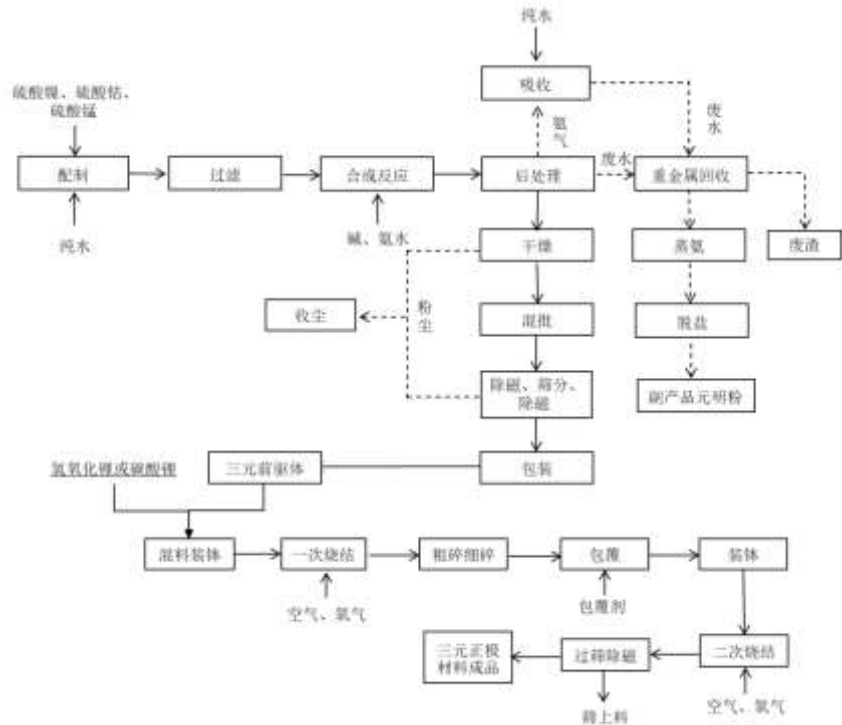 纯水
吸收
硫酸镍、硫酸钴、
硫酸锰
氨气
废水
废水
配制
过滤
合成反应
后处理
重金属回收
纯水
碱、氨水
干燥
蒸氨
废渣
收尘
粉尘
混批
脱盐
除磁、筛分、
除磁
副产品元明粉
氢氧化锂或碳酸锂
三元前驱体
包装
混料装钵
一次烧结
粗碎细碎
包覆
装钵
空气、氧气
包覆剂
三元正极
材料成品
过筛除磁
二次烧结
筛上料
空气、氧气